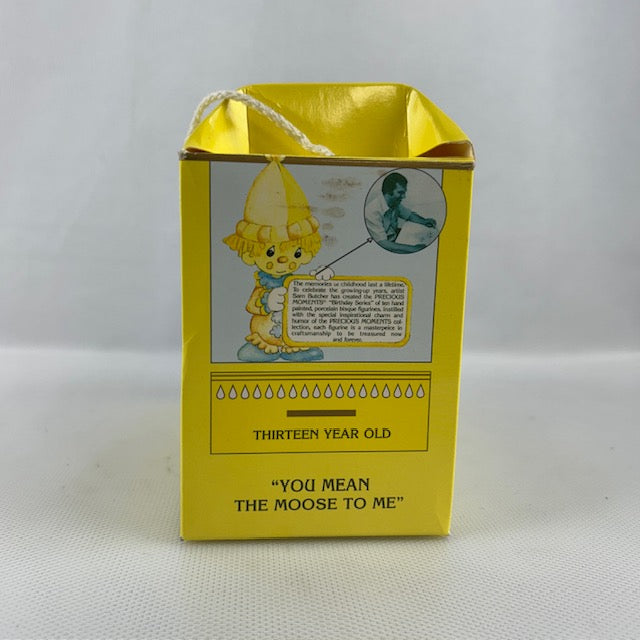 The memories of childhood last a lifetime.
To celebrate the growing-up years, artist
Sam Butcher has created the PRECIOUS
MOMENTS® "Birthday Series" of ten hand
painted, porcelain bisque figurines, instilled
with the special inspirational charm and
humor of the PRECIOUS MOMENTS col-
lection, each figurine is a masterpeice in
craftsmanship to be treasured now
and forever.
THIRTEEN YEAR OLD
"YOU MEAN
THE MOOSE TO ME"